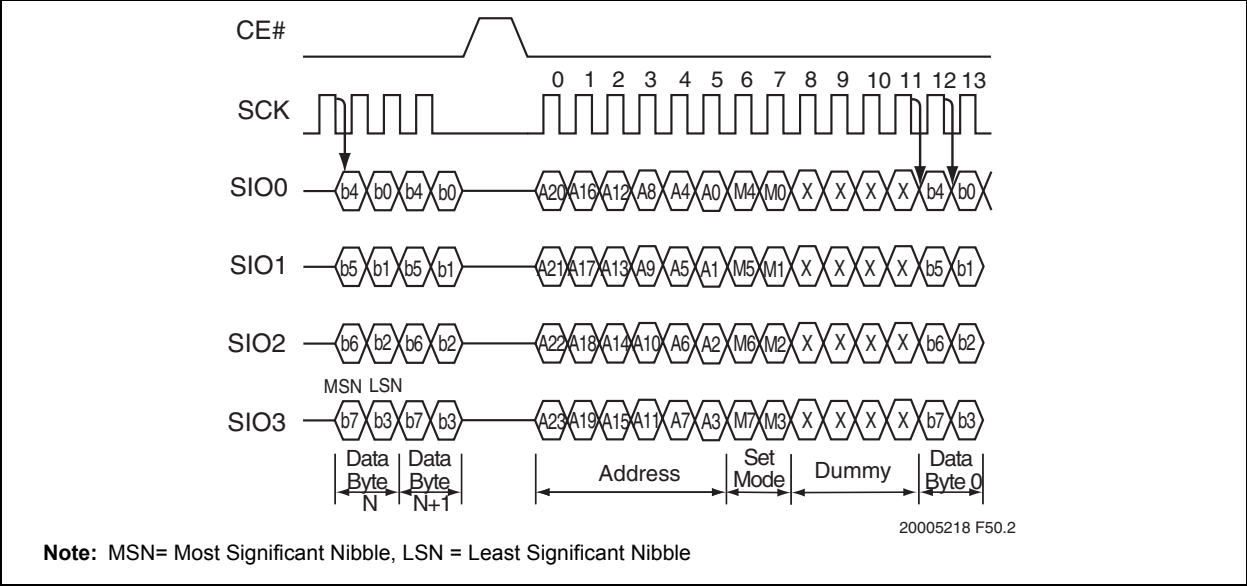 CE#
0 1 2 3 4 5 6 7 8 9 10 11 12 13
SCK
SIO0 b4 b0 b4 b0 A20 A16 A12 A8 A4 A0 M4 M0 X X X X b4 b0
SIO1 b5 b1 b5 b1 A21 A17 A13 A9 A5 A1 M5 M1 X X X X b5 b1
SIO2 b6 b2 b6 b2 A22 A18 A14 A10 A6 A2 M6 M2 X X X X b6 b2
MSN LSN
SIO3 b7 b3 b7 b3 A23 A19 A15 A11 A7 A3 M7 M3 X X X X b7 b3
Data Byte N
Data Byte N+1
Address
Set Mode
Dummy
Data Byte 0
20005218 F50.2
Note: MSN= Most Significant Nibble, LSN = Least Significant Nibble